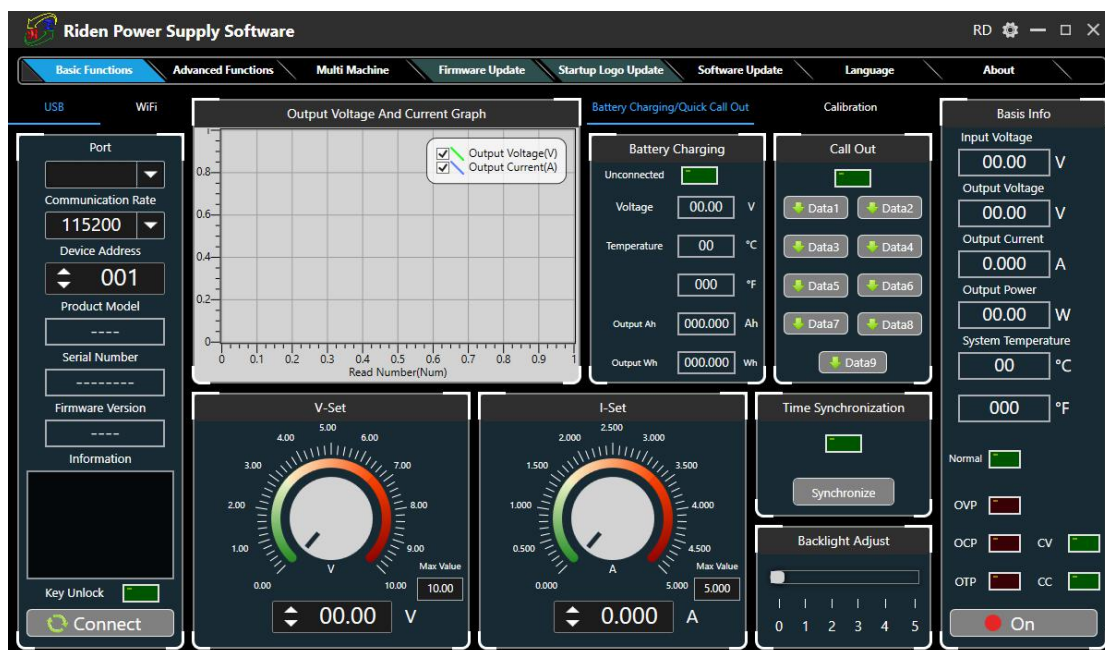 Riden Power Supply Software
RD
Basic Functions
Advanced Functions
Multi Machine
Firmware Update
Startup Logo Update
Software Update
Language
About
USB
WiFi
Port
Communication Rate
115200
Device Address
001
Product Model
----
Serial Number
--------
Firmware Version
----
Information
Key Unlock
Connect
Output Voltage And Current Graph
Output Voltage(V)
Output Current(A)
1
0.8
0.6
0.4
0.2
0
0 0.1 0.2 0.3 0.4 0.5 0.6 0.7 0.8 0.9 1
Read Number(Num)
Battery Charging/Quick Call Out
Calibration
Battery Charging
Unconnected
Voltage 00.00 V
Temperature 00 °C
000 °F
Output Ah 000.000 Ah
Output Wh 000.000 Wh
Call Out
Data1 Data2
Data3 Data4
Data5 Data6
Data7 Data8
Data9
V-Set
0.00
1.00
2.00
3.00
4.00
5.00
6.00
7.00
8.00
9.00
10.00
V
Max Value
10.00
00.00 V
I-Set
0.000
0.500
1.000
1.500
2.000
2.500
3.000
3.500
4.000
4.500
5.000
A
Max Value
5.000
0.000 A
Time Synchronization
Synchronize
Backlight Adjust
0 1 2 3 4 5
Basis Info
Input Voltage
00.00 V
Output Voltage
00.00 V
Output Current
0.000 A
Output Power
00.00 W
System Temperature
00 °C
000 °F
Normal
OVP
OCP CV
OTP CC
On